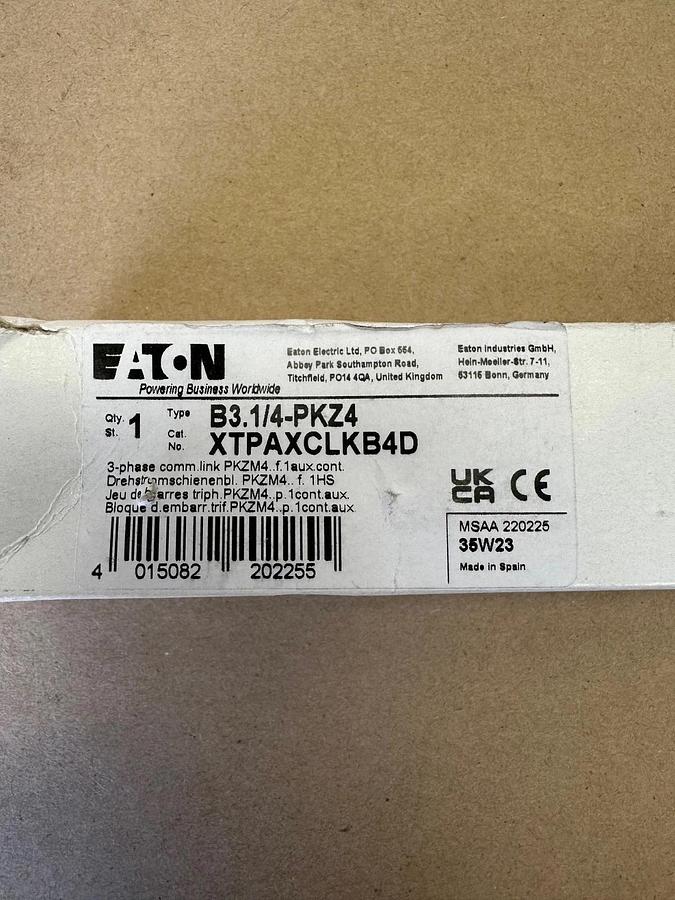 EATON
Powering Business Worldwide
Eaton Electric Ltd, PO Box 554,
Abbey Park Southampton Road,
Titchfield, PO14 4QA, United Kingdom
Eaton Industries GmbH,
Hein-Moeller-Str. 7-11,
53115 Bonn, Germany
Qty.
St.
1
Type
B3.1/4-PKZ4
Cat.
No.
XTPAXCLKB4D
3-phase comm.link PKZM4..f.1aux.cont.
Drehstromschienenbl. PKZM4.. f. 1HS
Jeu de barres triph.PKZM4..p.1cont.aux.
Bloque d.embarr.trif.PKZM4..p.1cont.aux
UK
CA
CE
MSAA 220225
35W23
Made in Spain
4 015082 202255